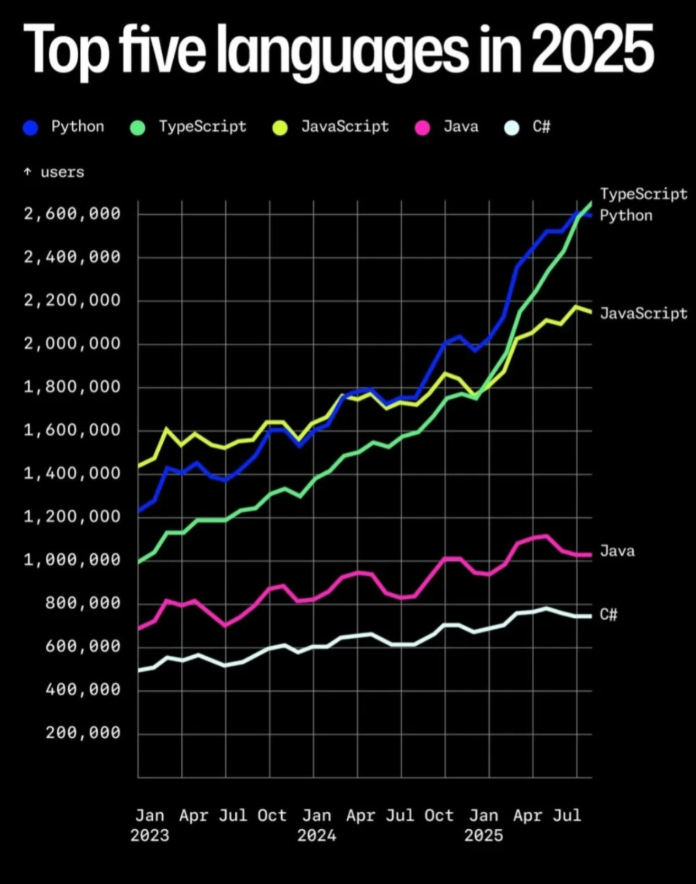 Top five languages in 2025
Python TypeScript JavaScript Java C#
↑ users
TypeScript
2,600,000
Python
2,400,000
2,200,000
JavaScript
2,000,000
1,800,000
1,600,000
1,400,000
1,200,000
Java
1,000,000
800,000
C#
600,000
400,000
200,000
Jan Apr Jul Oct Jan Apr Jul Oct Jan Apr Jul
2023 2024 2025